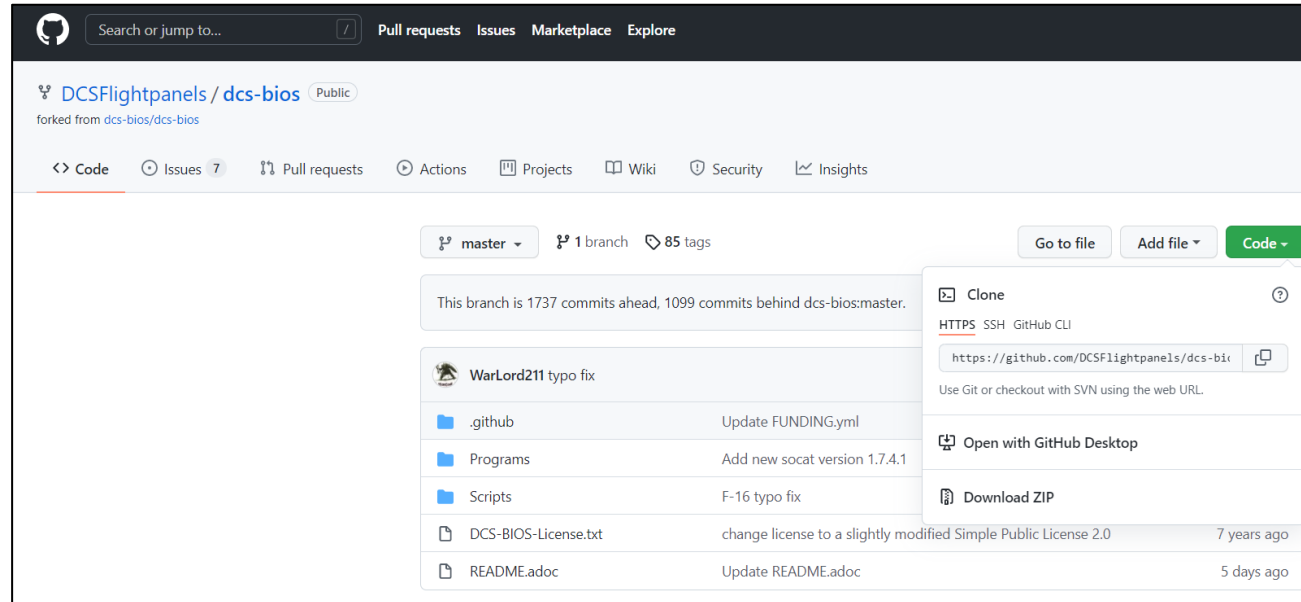 Search or jump to... / Pull requests Issues Marketplace Explore
DCSFlightpanels / dcs-bios Public
forked from dcs-bios/dcs-bios
<> Code Issues 7 Pull requests Actions Projects Wiki Security Insights
master 1 branch 85 tags Go to file Add file Code
This branch is 1737 commits ahead, 1099 commits behind dcs-bios:master.
Clone
HTTPS SSH GitHub CLI
https://github.com/DCSFlightpanels/dcs-bio
Use Git or checkout with SVN using the web URL.
Open with GitHub Desktop
Download ZIP
WarLord211 typo fix
.github Update FUNDING.yml
Programs Add new socat version 1.7.4.1
Scripts F-16 typo fix
DCS-BIOS-License.txt change license to a slightly modified Simple Public License 2.0 7 years ago
README.adoc Update README.adoc 5 days ago